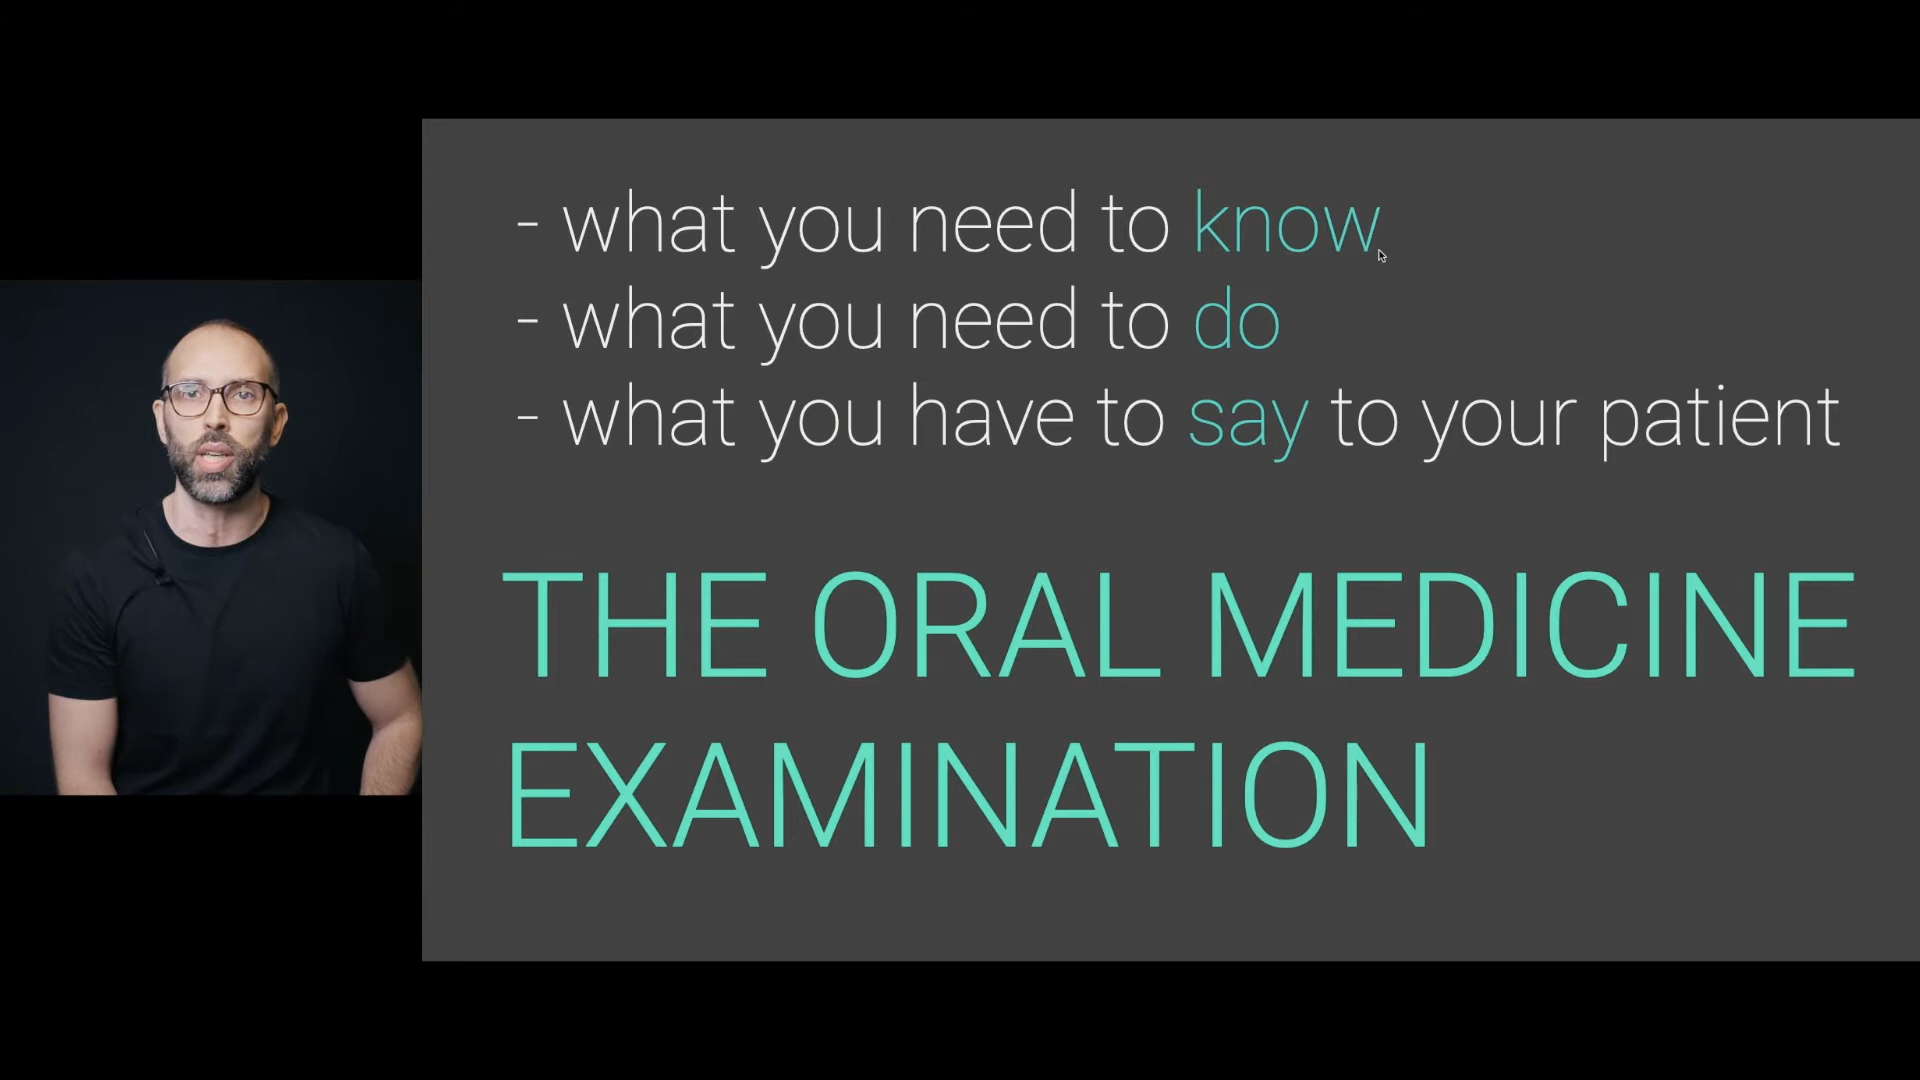 - what you need to know
- what you need to do
- what you have to say to your patient
THE ORAL MEDICINE
EXAMINATION